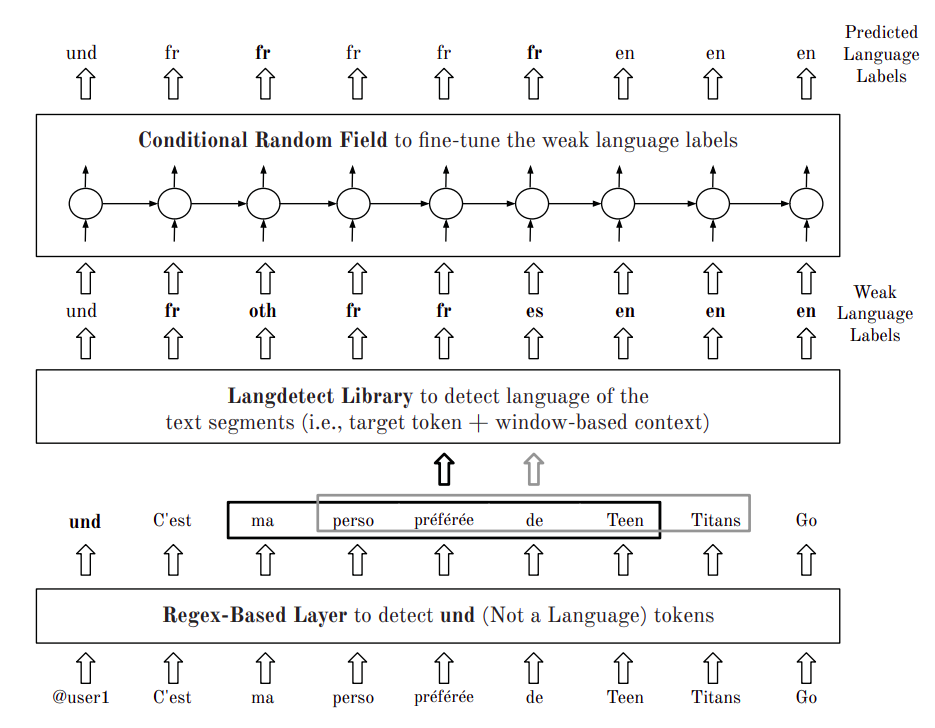 Predicted
Language
Labels
und fr fr fr fr fr en en en
Conditional Random Field to fine-tune the weak language labels
Weak
Language
Labels
und fr oth fr fr es en en en
Langdetect Library to detect language of the
text segments (i.e., target token + window-based context)
und C'est ma perso préférée de Teen Titans Go
Regex-Based Layer to detect und (Not a Language) tokens
@user1 C'est ma perso préférée de Teen Titans Go